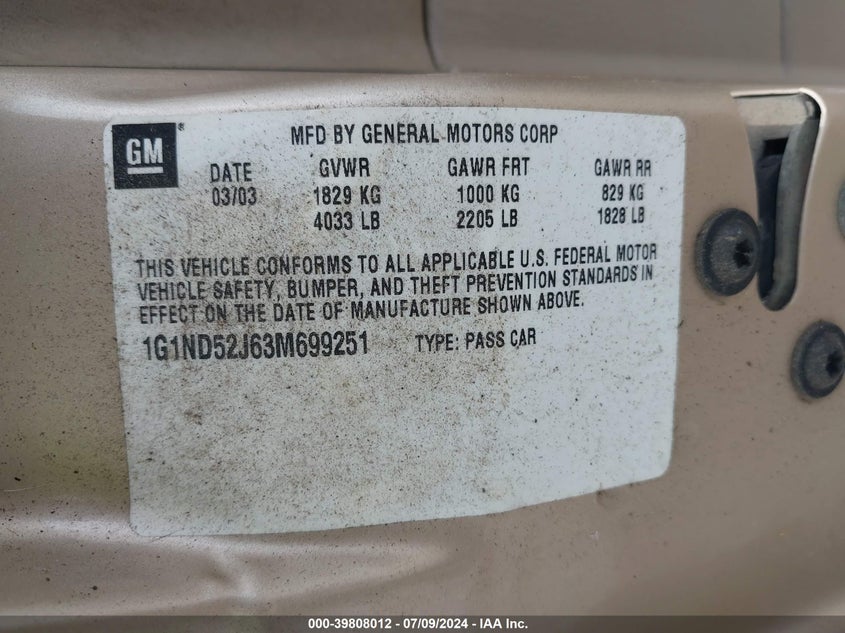 GM®
MFD BY GENERAL MOTORS CORP
DATE GVWR GAWR FRT GAWR RR
03/03 1829 KG 1000 KG 829 KG
4033 LB 2205 LB 1828 LB
THIS VEHICLE CONFORMS TO ALL APPLICABLE U.S. FEDERAL MOTOR
VEHICLE SAFETY, BUMPER, AND THEFT PREVENTION STANDARDS IN
EFFECT ON THE DATE OF MANUFACTURE SHOWN ABOVE.
1G1ND52J63M699251 TYPE: PASS CAR
000-39808012 - 07/09/2024 - IAA Inc.